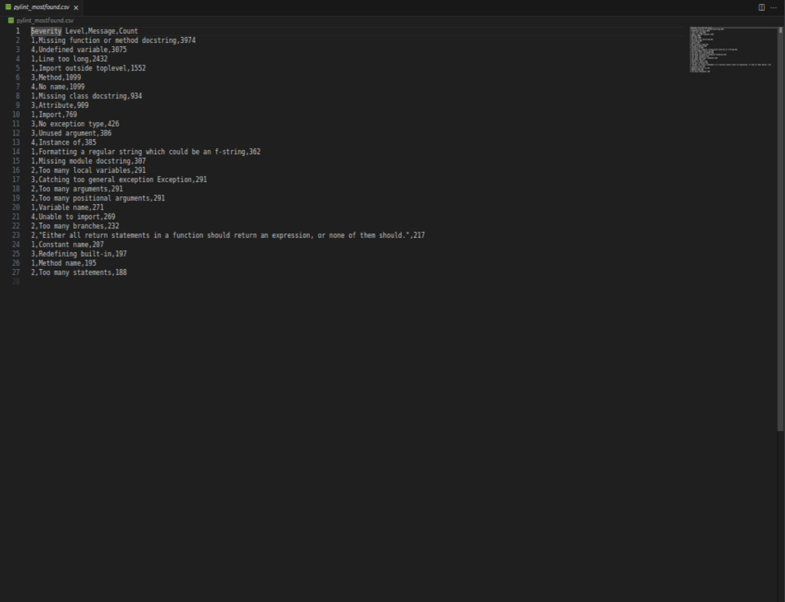 pylint_mostfound.csv ×
pylint_mostfound.csv
1 Severity Level,Message,Count
2 1,Missing function or method docstring,3974
3 4,Undefined variable,3075
4 1,Line too long,2432
5 1,Import outside toplevel,1552
6 3,Method,1099
7 4,No name,1099
8 1,Missing class docstring,934
9 3,Attribute,909
10 1,Import,769
11 3,No exception type,426
12 3,Unused argument,386
13 4,Instance of,385
14 1,Formatting a regular string which could be an f-string,362
15 1,Missing module docstring,307
16 2,Too many local variables,291
17 3,Catching too general exception Exception,291
18 2,Too many arguments,291
19 2,Too many positional arguments,291
20 1,Variable name,271
21 4,Unable to import,269
22 2,Too many branches,232
23 2,"Either all return statements in a function should return an expression, or none of them should.",217
24 1,Constant name,207
25 3,Redefining built-in,197
26 1,Method name,195
27 2,Too many statements,188
28